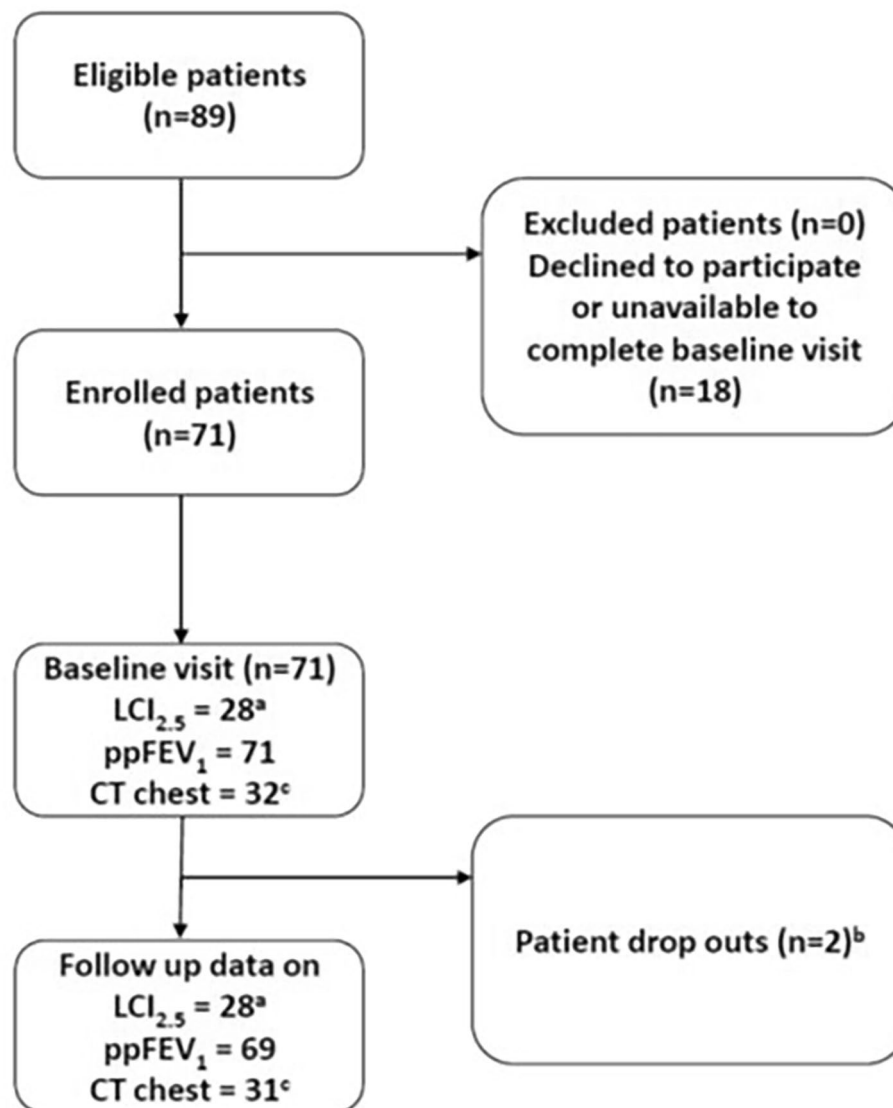 Eligible patients
(n=89)
Excluded patients (n=0)
Declined to participate
or unavailable to
complete baseline visit
(n=18)
Enrolled patients
(n=71)
Baseline visit (n=71)
LCI₂.₅ = 28ᵃ
ppFEV₁ = 71
CT chest = 32ᶜ
Patient drop outs (n=2)ᵇ
Follow up data on
LCI₂.₅ = 28ᵃ
ppFEV₁ = 69
CT chest = 31ᶜ